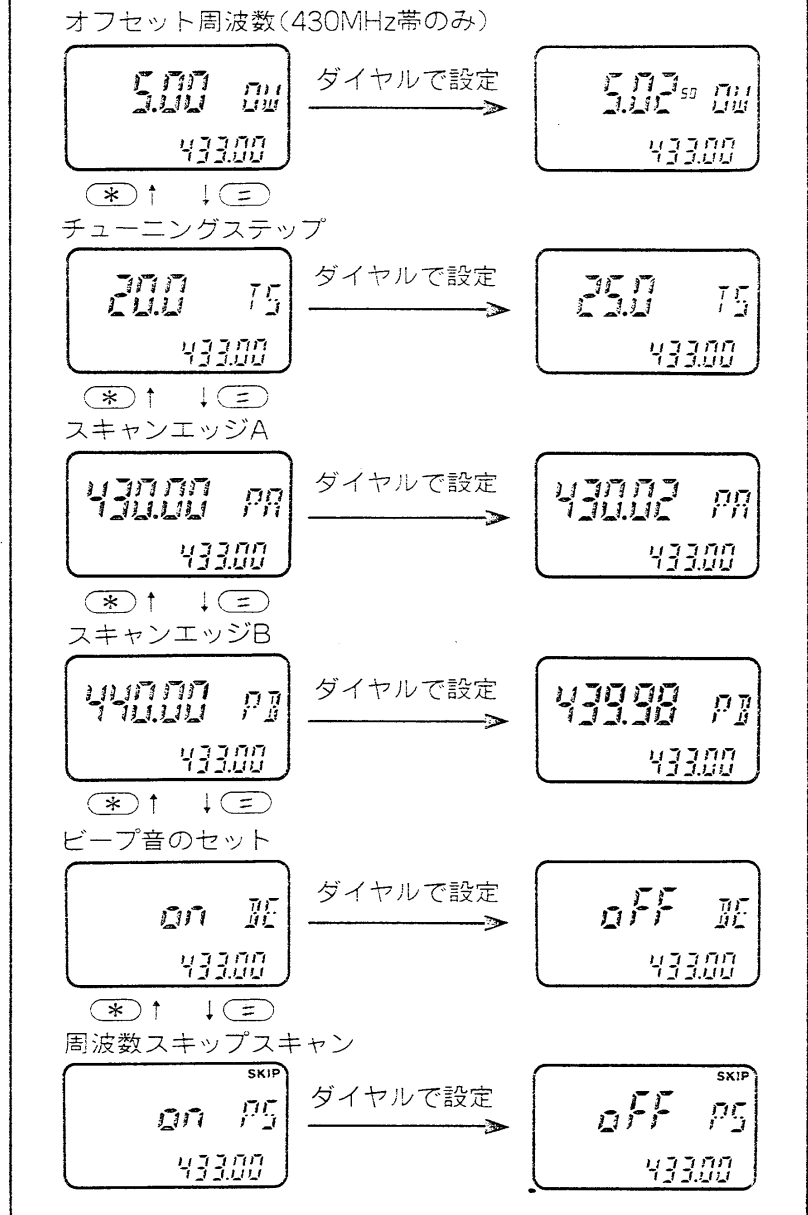 オフセット周波数(430MHz帯のみ)
5.00 OW ダイヤルで設定 5.02 50 OW
433.00 433.00
* ↑ ↓ =
チューニングステップ
20.0 TS ダイヤルで設定 25.0 TS
433.00 433.00
* ↑ ↓ =
スキャンエッジA
430.00 PA ダイヤルで設定 430.02 PA
433.00 433.00
* ↑ ↓ =
スキャンエッジB
440.00 PB ダイヤルで設定 439.98 PB
433.00 433.00
* ↑ ↓ =
ビープ音のセット
on BE ダイヤルで設定 oFF BE
433.00 433.00
* ↑ ↓ =
周波数スキップスキャン
SKIP SKIP
on PS ダイヤルで設定 oFF PS
433.00 433.00